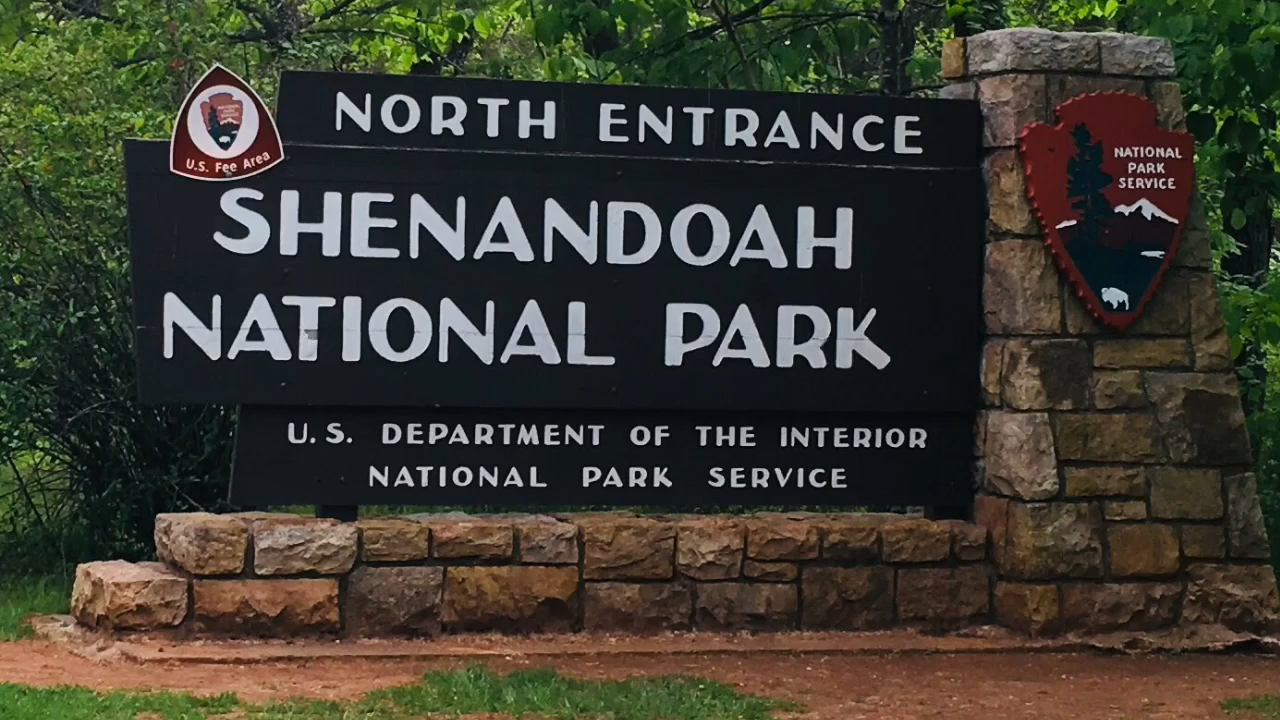 NORTH ENTRANCE
U.S. Fee Area
SHENANDOAH
NATIONAL PARK
U.S. DEPARTMENT OF THE INTERIOR
NATIONAL PARK SERVICE
NATIONAL
PARK
SERVICE